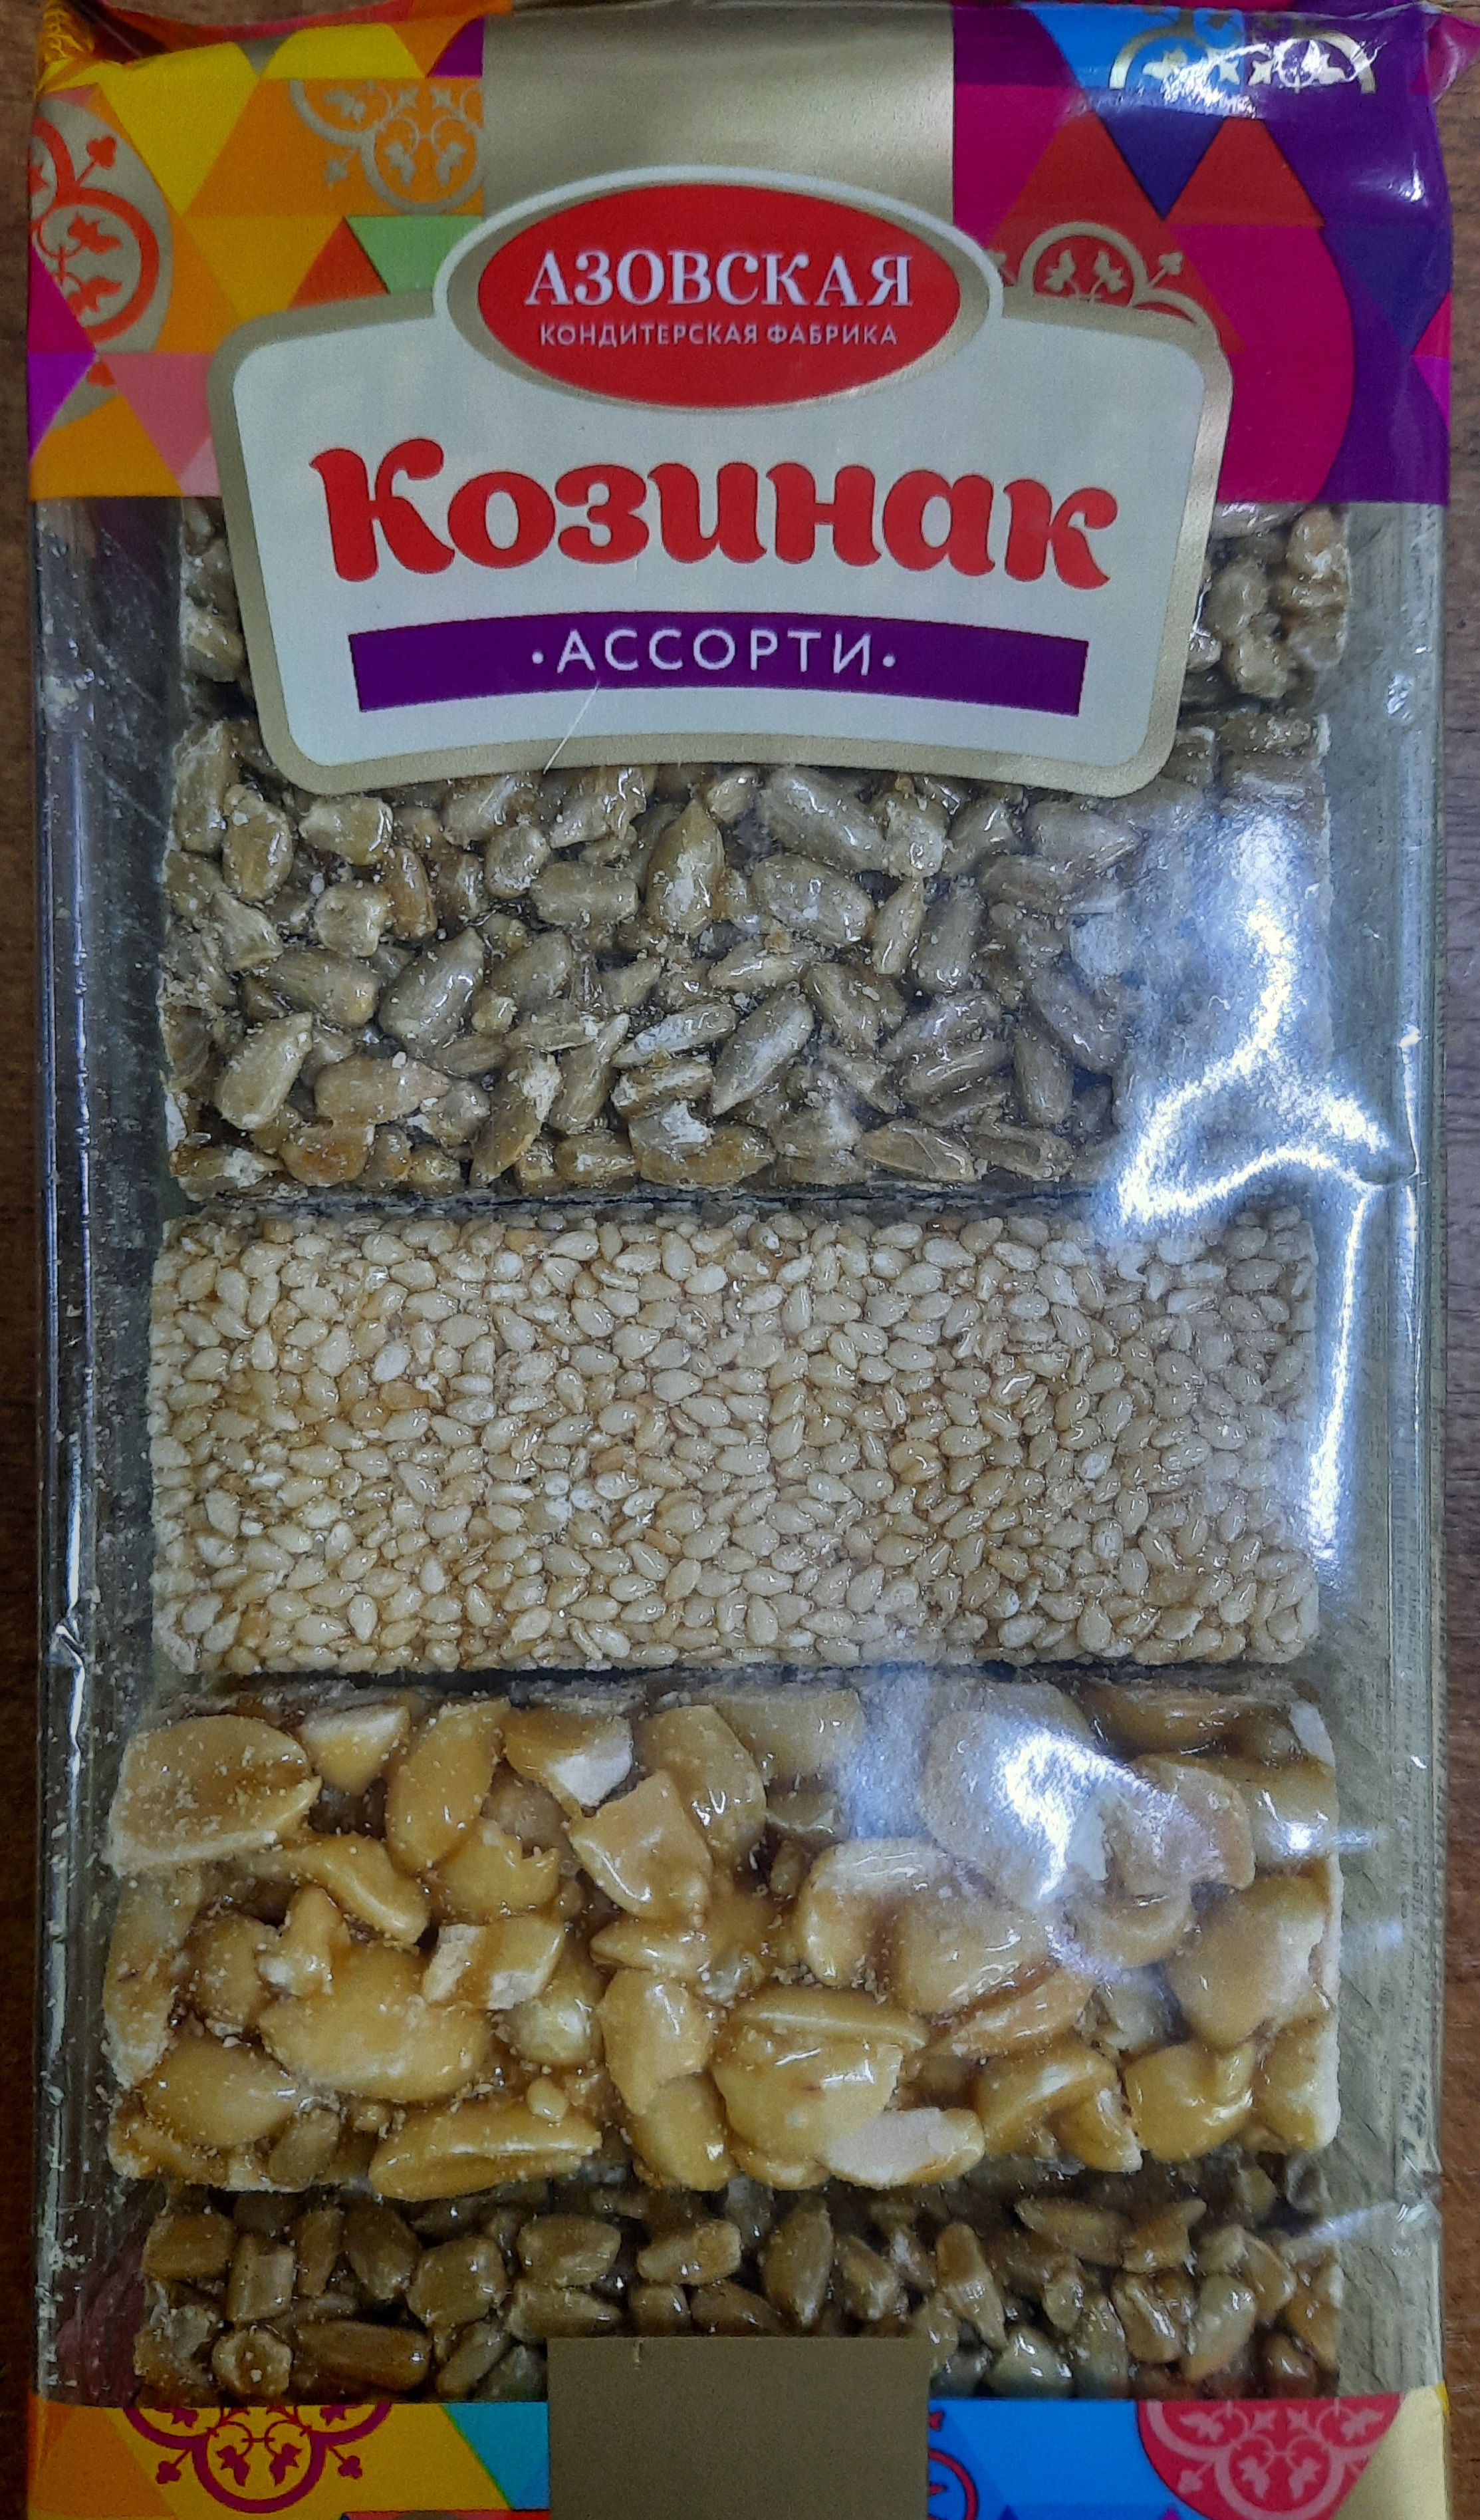 АЗОВСКАЯ
КОНДИТЕРСКАЯ ФАБРИКА
Козинак
·АССОРТИ·